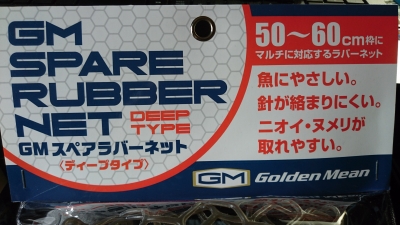 GM
SPARE
RUBBER
NET DEEP TYPE
GMスペアラバーネット
〈ディープタイプ〉
50〜60cm枠に
マルチに対応するラバーネット
魚にやさしい。
針が絡まりにくい。
ニオイ・ヌメリが
取れやすい。
GM Golden Mean